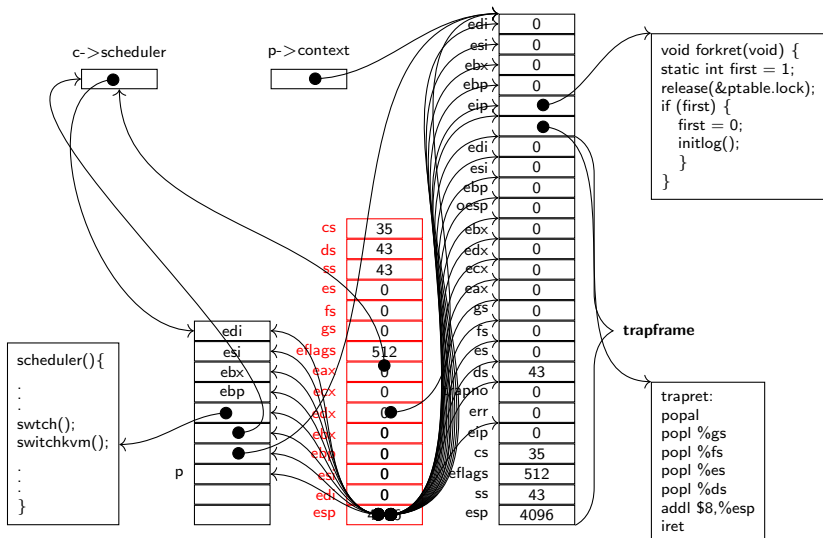 c->scheduler
p->context
edi 0
esi 0
ebx 0
ebp 0
eip
edi 0
esi 0
ebp 0
oesp 0
ebx 0
edx 0
ecx 0
eax 0
gs 0
fs 0
es 0
ds 43
trapno 0
err 0
eip 0
cs 35
eflags 512
ss 43
esp 4096
void forkret(void) {
static int first = 1;
release(&ptable.lock);
if (first) {
first = 0;
initlog();
}
}
cs 35
ds 43
ss 43
es 0
fs 0
gs 0
eflags 512
eax 0
ecx 0
edx 0
ebx 0
ebp 0
esi 0
edi 0
esp
edi
esi
ebx
ebp
p
scheduler(){
.
.
.
swtch();
switchkvm();
.
.
.
}
trapframe
trapret:
popal
popl %gs
popl %fs
popl %es
popl %ds
addl $8,%esp
iret